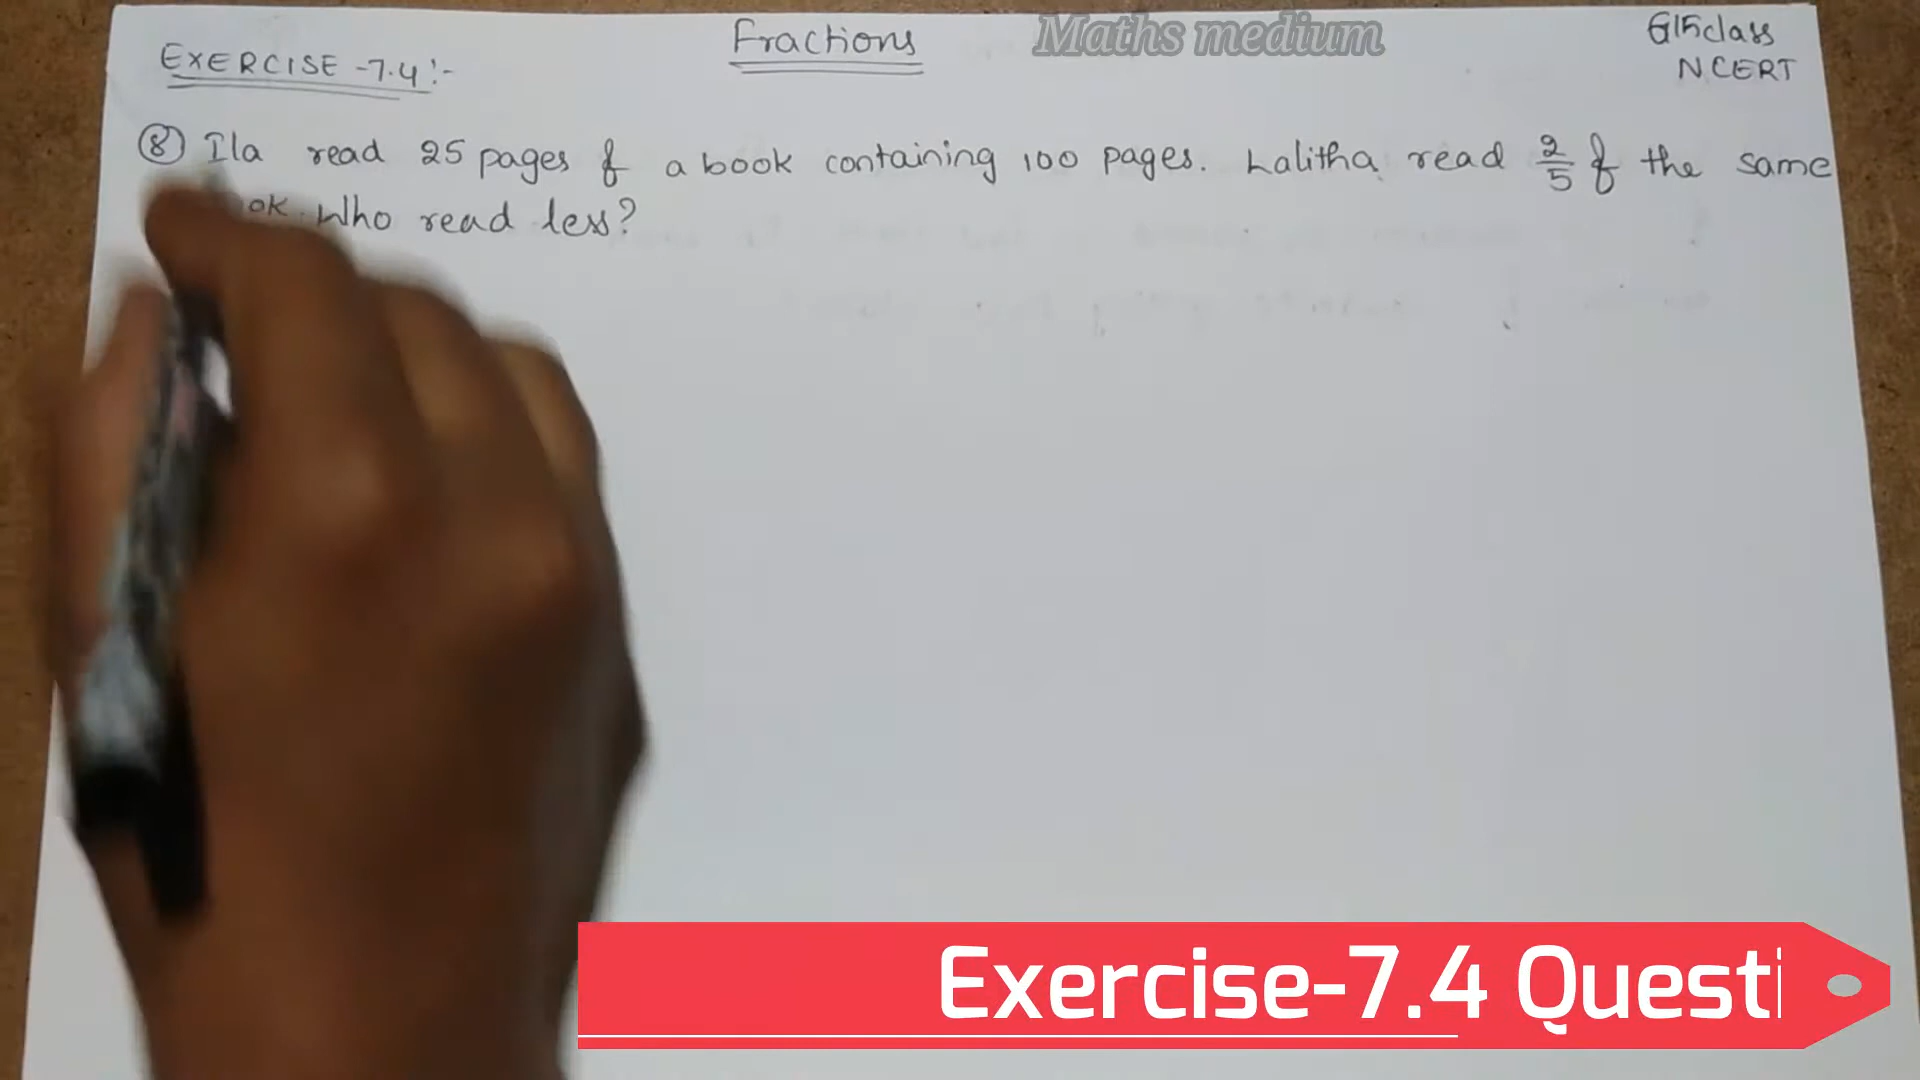 Fractions
Maths medium
6th class
NCERT
EXERCISE -7.4:-
8 Ila read 25 pages of a book containing 100 pages. Lalitha read 2/5 of the same
ok. Who read less?
Exercise-7.4 Questi